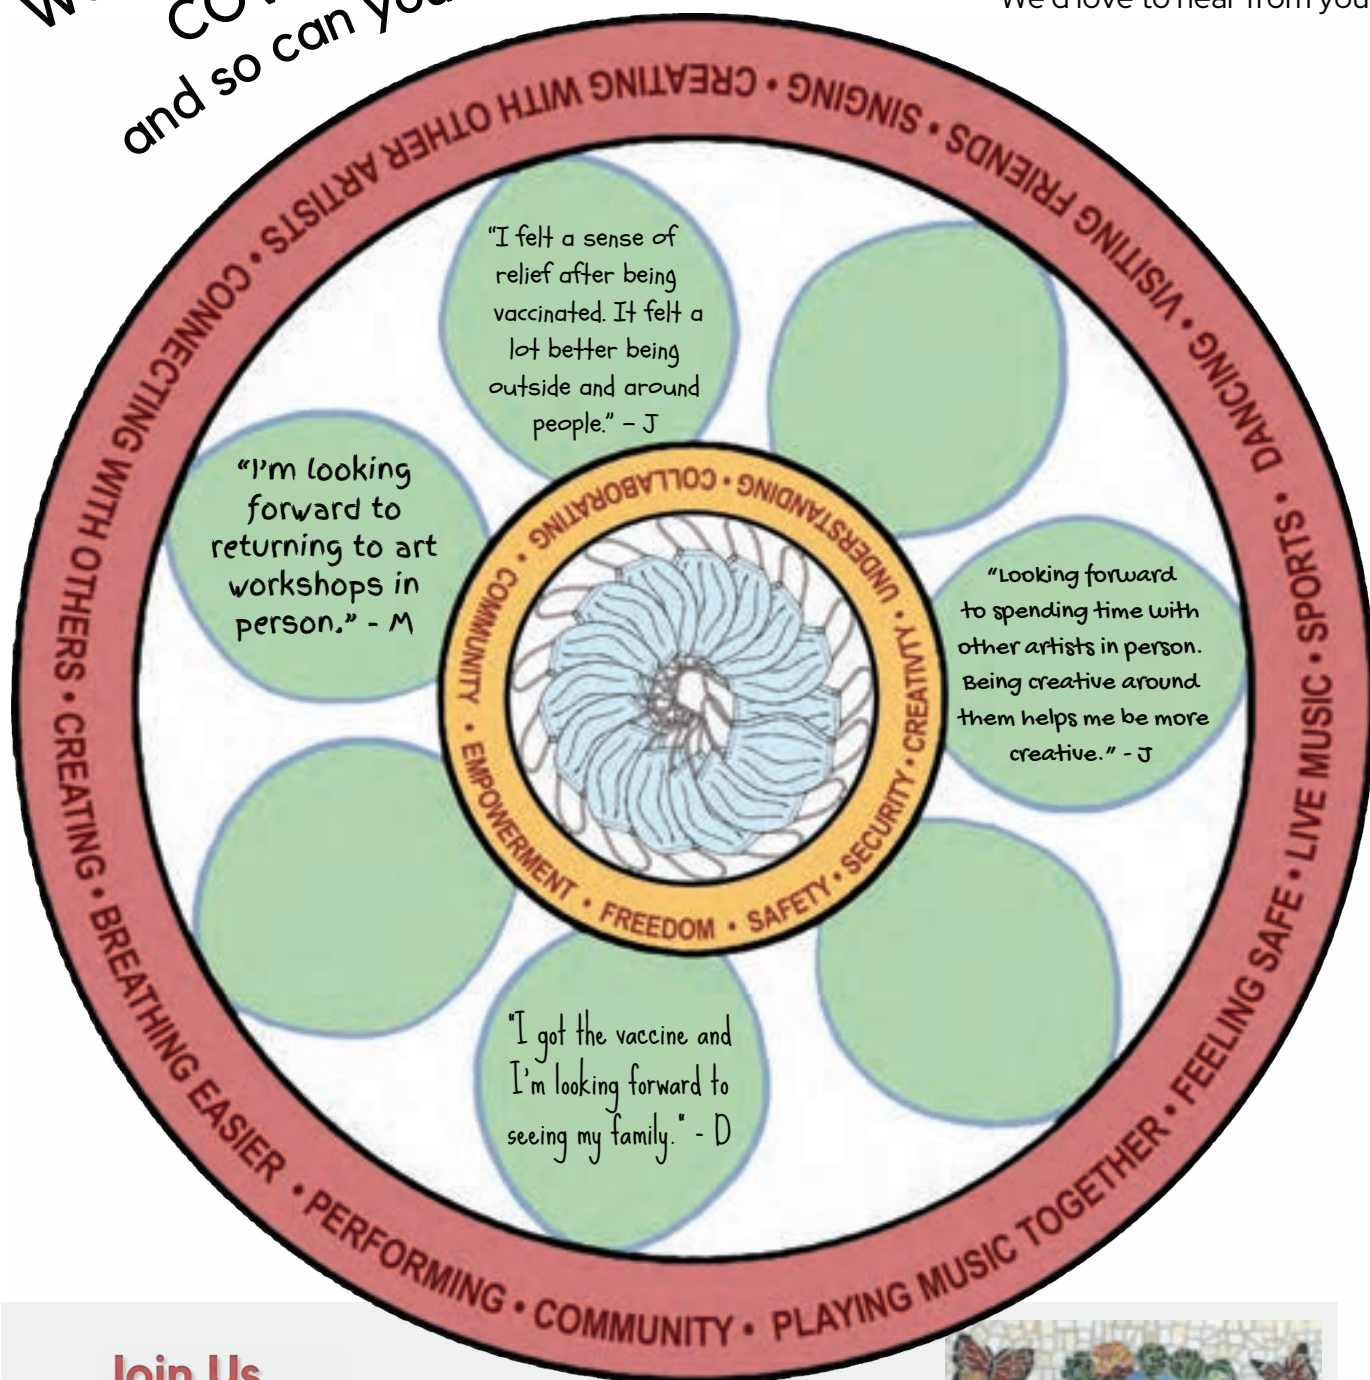 and so can you
We'd love to hear from you
CONNECTING WITH OTHERS • CREATING • BREATHING EASIER • PERFORMING • COMMUNITY • PLAYING MUSIC TOGETHER • FEELING SAFE • LIVE MUSIC • SPORTS • DANCING • VISITING FRIENDS • SINGING • CREATING WITH OTHER ARTISTS •
"I felt a sense of
relief after being
vaccinated. It felt a
lot better being
outside and around
people." - J
"I'm looking
forward to
returning to art
workshops in
person." - M
"Looking forward
to spending time with
other artists in person.
Being creative around
them helps me be more
creative." - J
COMMUNITY • EMPOWERMENT • FREEDOM • SAFETY • SECURITY • CREATIVITY • UNDERSTANDING • COLLABORATING •
"I got the vaccine and
I'm looking forward to
seeing my family." - D
Join Us